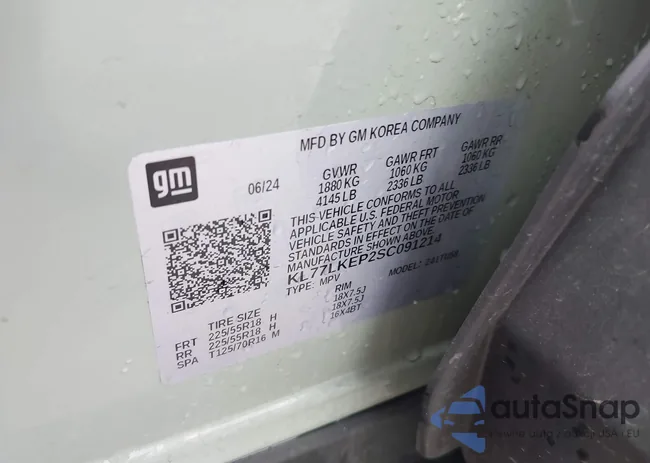 MFD BY GM KOREA COMPANY
gm
06/24
GVWR GAWR FRT GAWR RR
1880 KG 1060 KG 1060 KG
4145 LB 2336 LB 2336 LB
THIS VEHICLE CONFORMS TO ALL
APPLICABLE U.S. FEDERAL MOTOR
VEHICLE SAFETY AND THEFT PREVENTION
STANDARDS IN EFFECT ON THE DATE OF
MANUFACTURE SHOWN ABOVE.
KL77LKEP2SC091214
TYPE: MPV MODEL:
TIRE SIZE RIM
FRT 225/55R18 H 18X7.5J
RR 225/55R18 H 18X7.5J
SPA T125/70R16 M 16X4BT
autaSnap